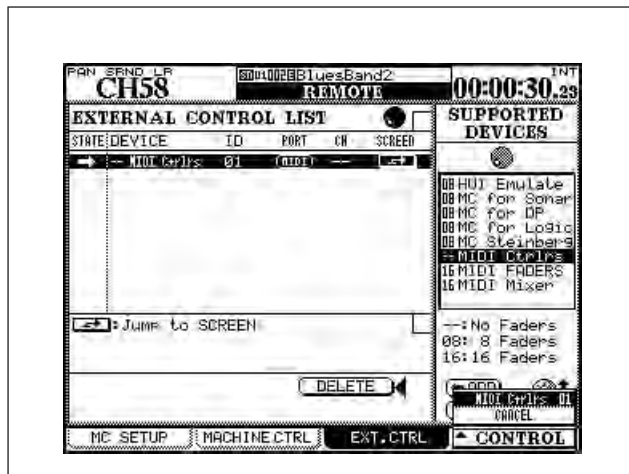 PAN SRND LR
CH58
BluesBand2
REMOTE
INT
00:00:30.23
EXTERNAL CONTROL LIST
STATE DEVICE ID PORT CH SCREEN
-- MIDI Ctrlrs 01 MIDI --
: Jump to SCREEN
DELETE
SUPPORTED
DEVICES
08 HUI Emulate
08 MC for Sonar
08 MC for DP
08 MC for Logic
08 MC Steinberg
-- MIDI Ctrlrs
16 MIDI FADERS
16 MIDI Mixer
--: No Faders
08: 8 Faders
16: 16 Faders
ADD
MIDI Ctrlrs 01
CANCEL
MC SETUP MACHINE CTRL EXT.CTRL CONTROL